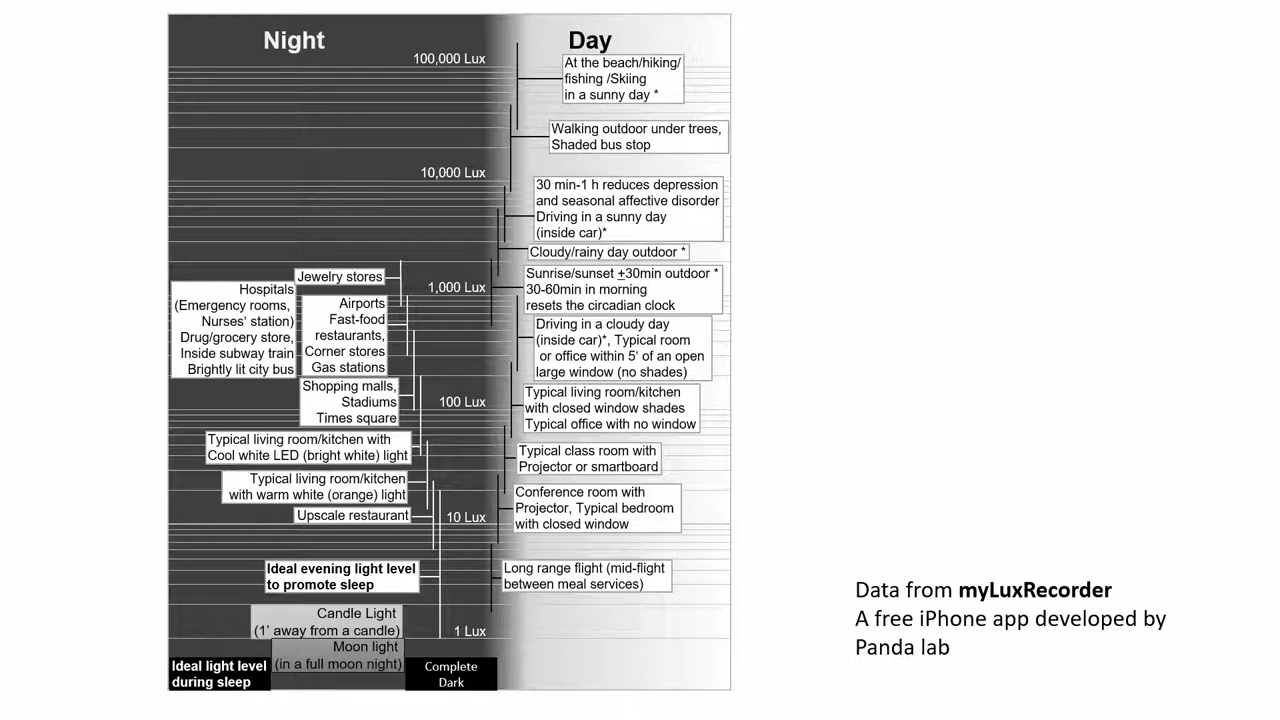 Night
Day
100,000 Lux
At the beach/hiking/
fishing /Skiing
in a sunny day *
Walking outdoor under trees,
Shaded bus stop
10,000 Lux
30 min-1 h reduces depression
and seasonal affective disorder
Driving in a sunny day
(inside car)*
Cloudy/rainy day outdoor *
Jewelry stores
Sunrise/sunset +30min outdoor *
30-60min in morning
resets the circadian clock
1,000 Lux
Hospitals
(Emergency rooms,
Nurses' station)
Drug/grocery store,
Inside subway train
Brightly lit city bus
Airports
Fast-food
restaurants,
Corner stores
Gas stations
Driving in a cloudy day
(inside car)*, Typical room
or office within 5' of an open
large window (no shades)
Shopping malls,
Stadiums
Times square
100 Lux
Typical living room/kitchen
with closed window shades
Typical office with no window
Typical living room/kitchen with
Cool white LED (bright white) light
Typical class room with
Projector or smartboard
Typical living room/kitchen
with warm white (orange) light
Conference room with
Projector, Typical bedroom
with closed window
Upscale restaurant
10 Lux
Ideal evening light level
to promote sleep
Long range flight (mid-flight
between meal services)
Candle Light
(1' away from a candle)
1 Lux
Moon light
(in a full moon night)
Ideal light level
during sleep
Complete
Dark
Data from myLuxRecorder
A free iPhone app developed by
Panda lab